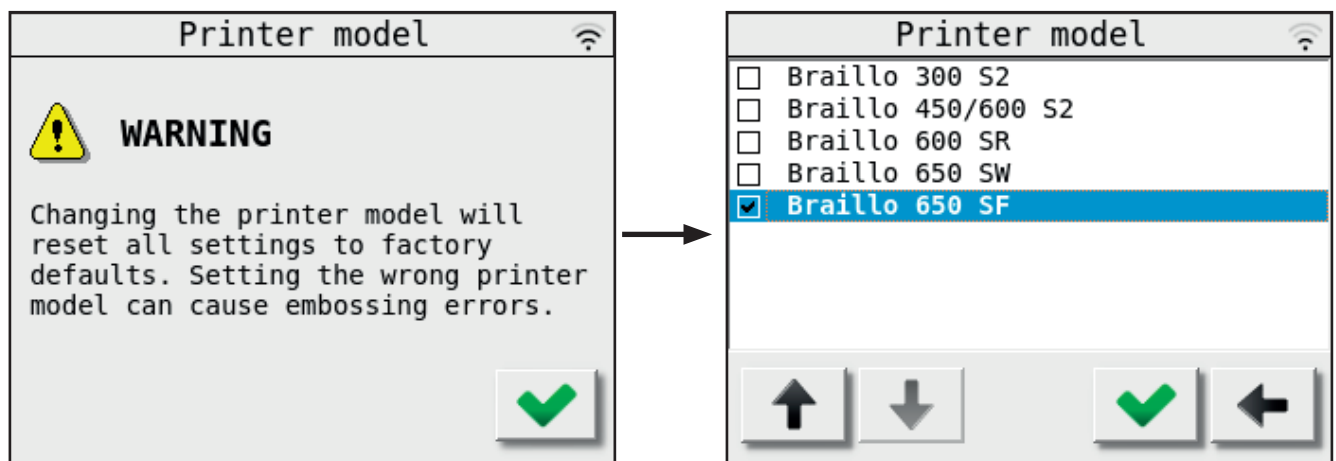 Printer model
WARNING
Changing the printer model will
reset all settings to factory
defaults. Setting the wrong printer
model can cause embossing errors.
Printer model
Braillo 300 S2
Braillo 450/600 S2
Braillo 600 SR
Braillo 650 SW
Braillo 650 SF